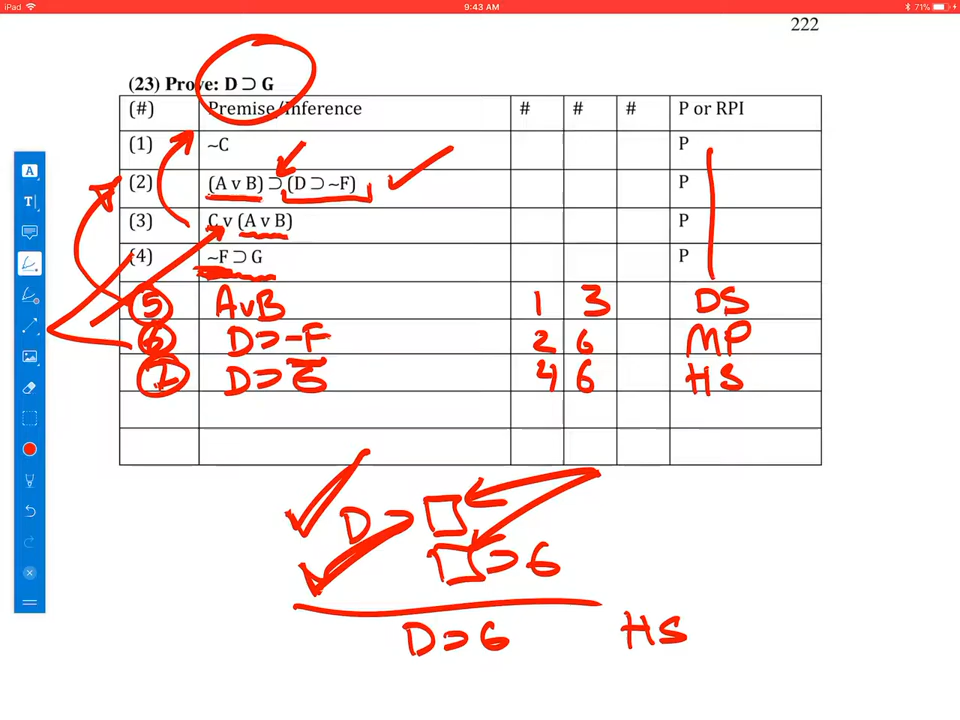 iPad 9:43 AM 71%
222
(23) Prove: D ⊃ G
(#) Premise/Inference # # # P or RPI
(1) ~C P
(2) (A v B) ⊃ (D ⊃ ~F) P
(3) C v (A v B) P
(4) ~F ⊃ G P
5 AvB 1 3 DS
6 D ⊃ ~F 2 6 MP
7 D ⊃ G 4 6 HS
D ⊃ □
□ ⊃ G
D ⊃ G HS